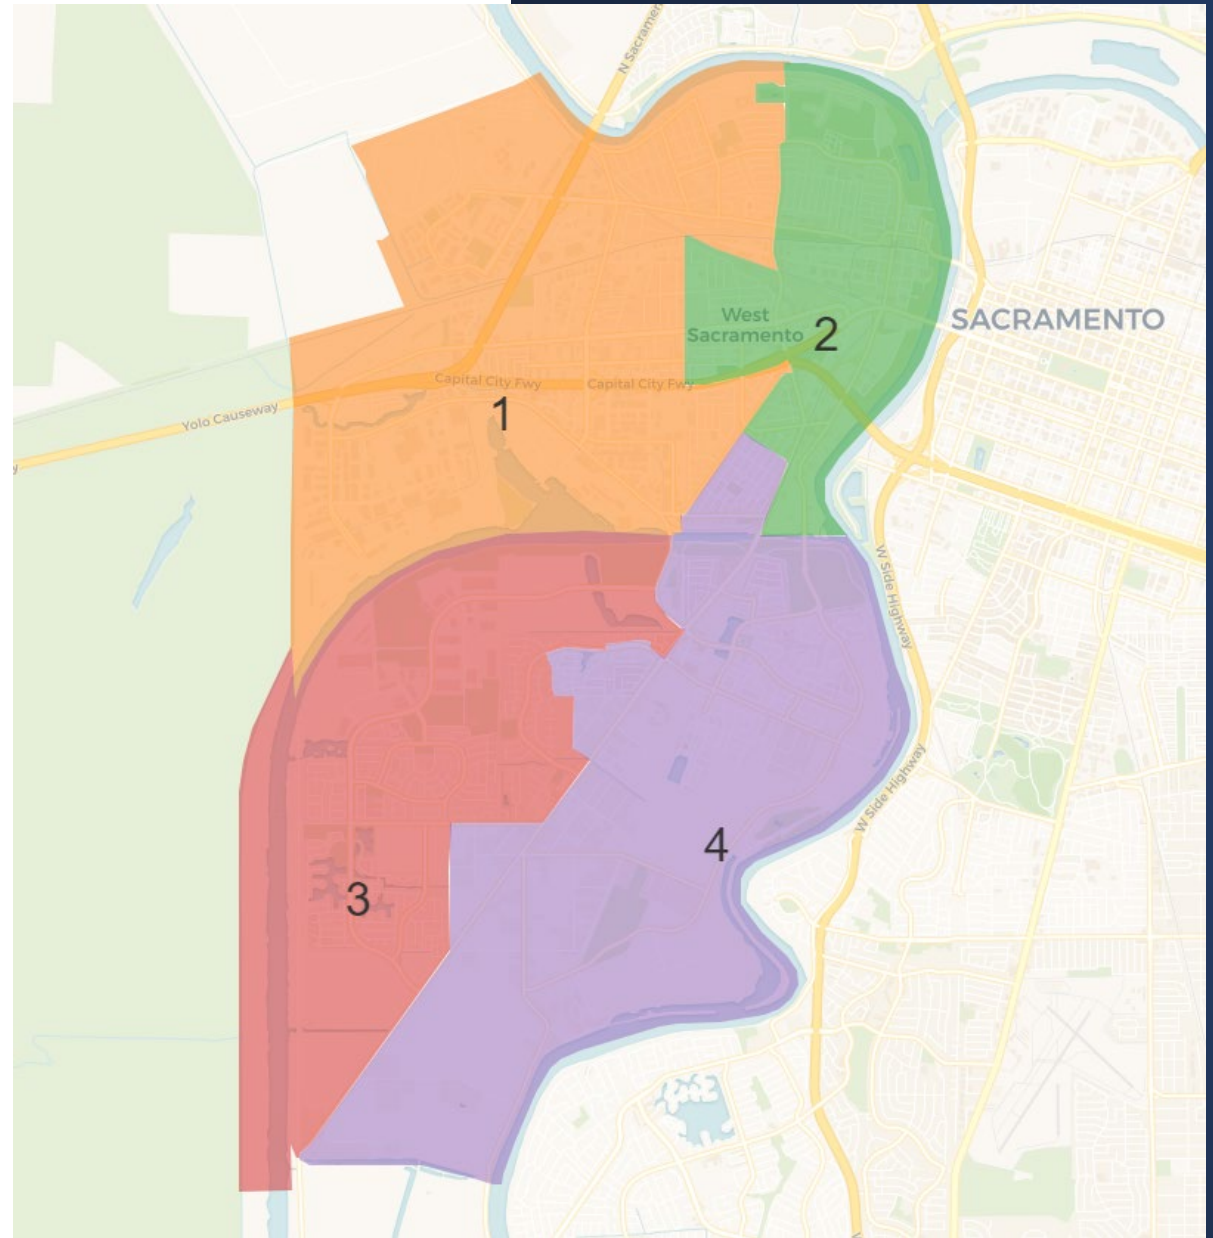 N Sacramen
West
Sacramento
2
SACRAMENTO
Capital City Fwy
Capital City Fwy
1
Yolo Causeway
y
W Side Highway
W Side Highway
4
3